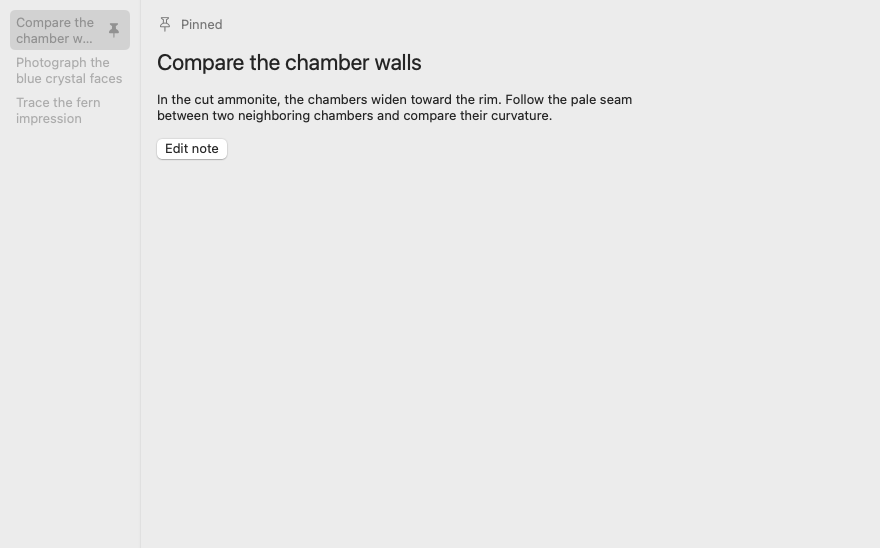 Compare the
chamber w...
Photograph the
blue crystal faces
Trace the fern
impression
Pinned
Compare the chamber walls
In the cut ammonite, the chambers widen toward the rim. Follow the pale seam
between two neighboring chambers and compare their curvature.
Edit note